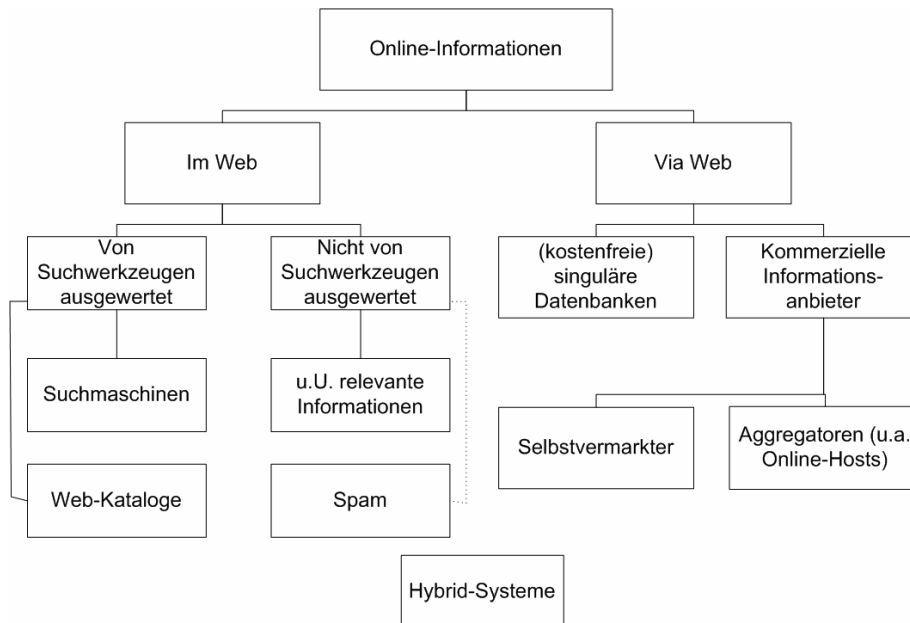 Online-Informationen
Im Web
Via Web
Von
Suchwerkzeugen
ausgewertet
Nicht von
Suchwerkzeugen
ausgewertet
(kostenfreie)
singuläre
Datenbanken
Kommerzielle
Informations-
anbieter
Suchmaschinen
u.U. relevante
Informationen
Selbstvermarkter
Aggregatoren (u.a.
Online-Hosts)
Web-Kataloge
Spam
Hybrid-Systeme